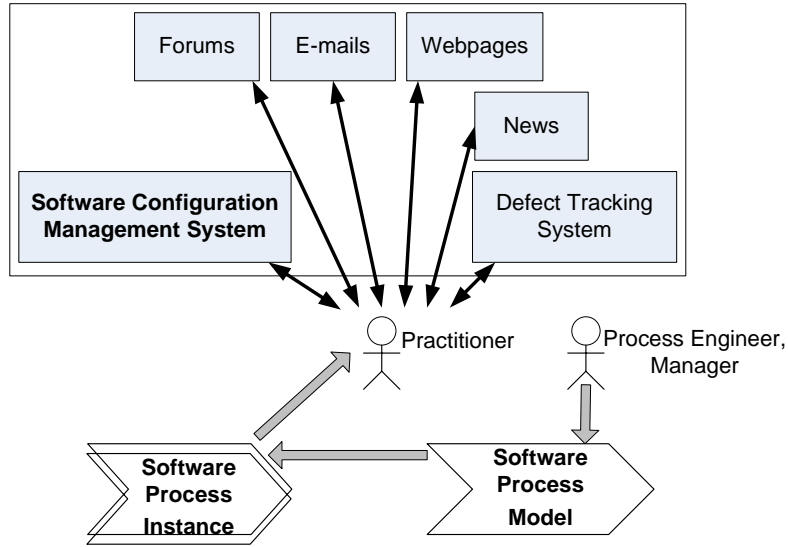 Forums
E-mails
Webpages
News
Software Configuration
Management System
Defect Tracking
System
Practitioner
Process Engineer,
Manager
Software
Process
Instance
Software
Process
Model